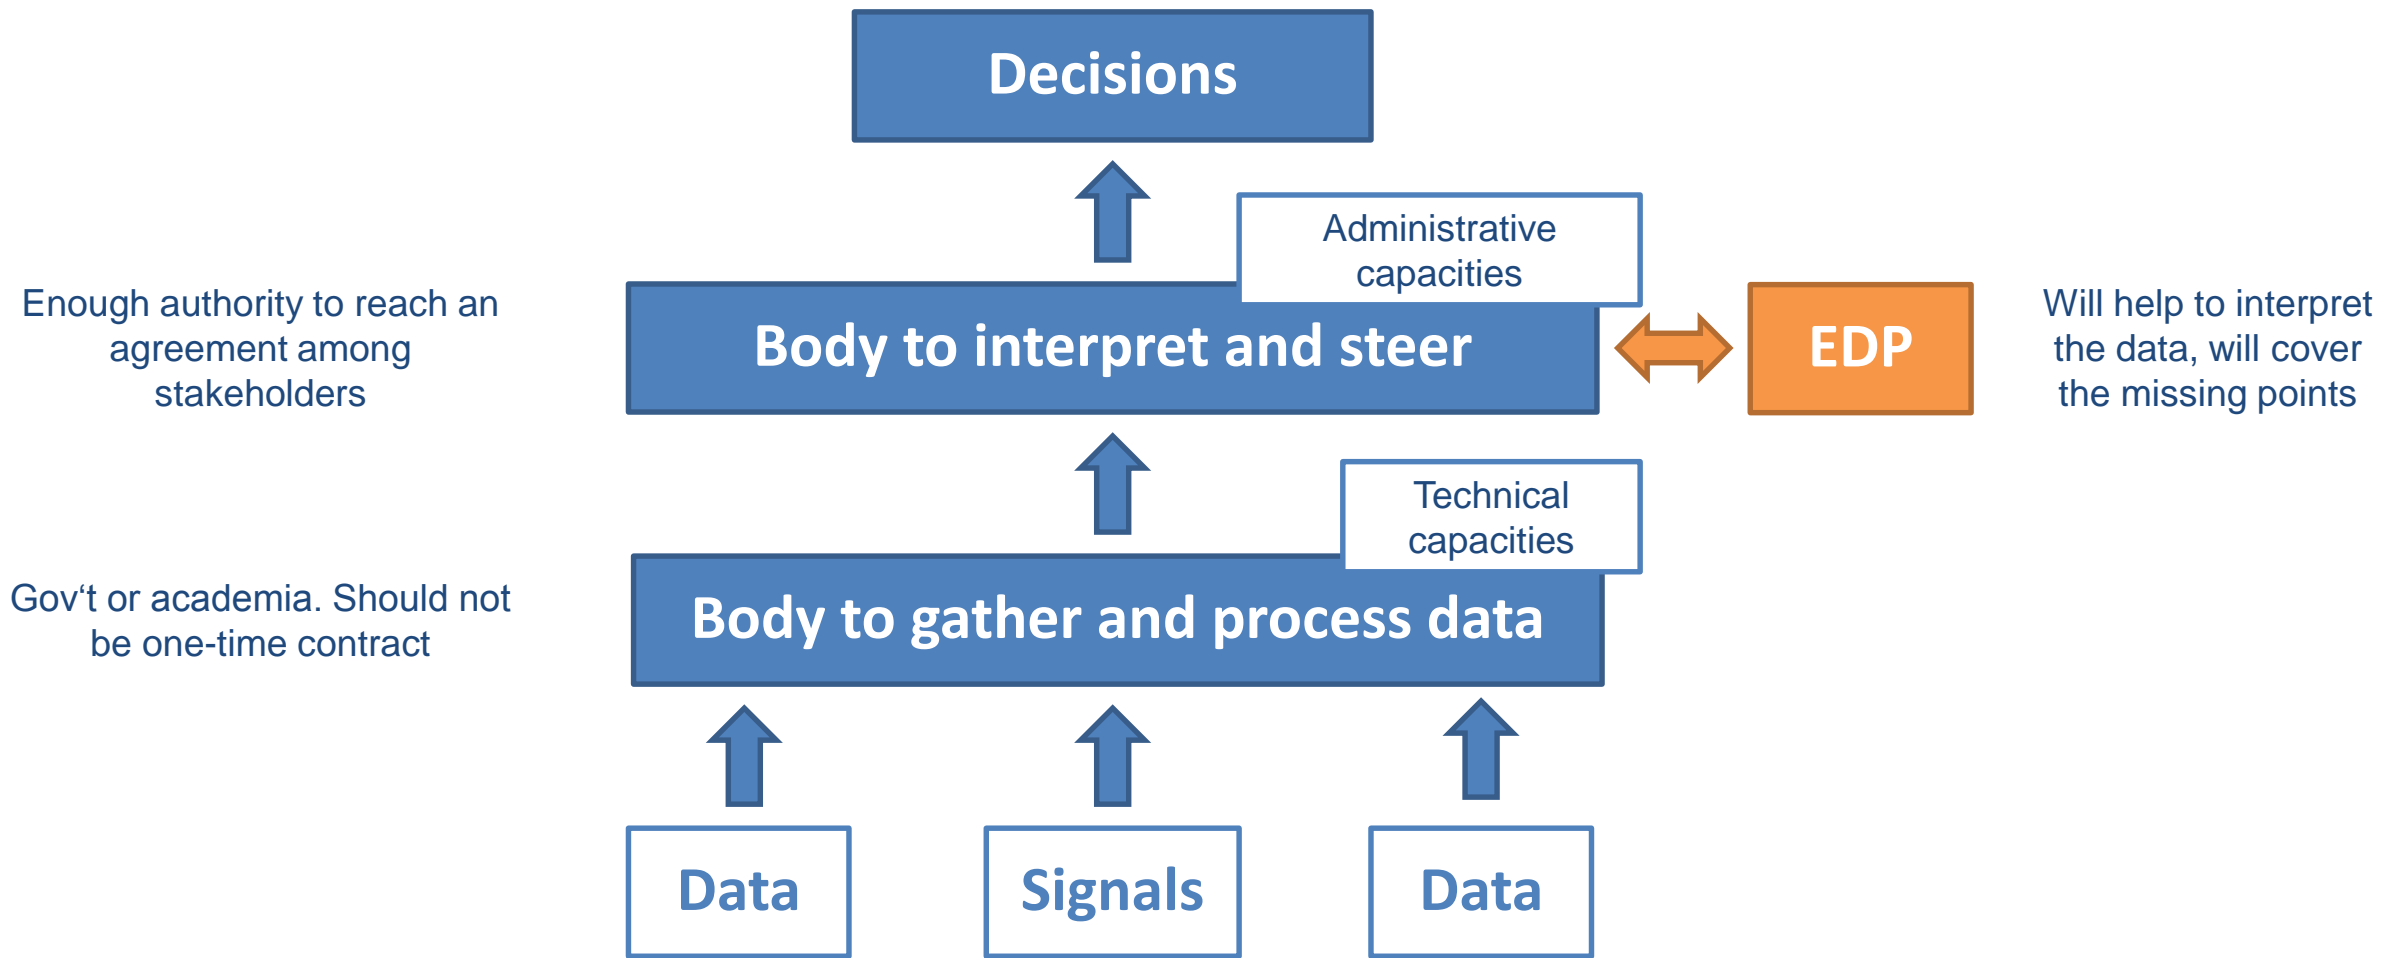 Decisions
Administrative
capacities
Enough authority to reach an
agreement among
stakeholders
Body to interpret and steer
EDP
Will help to interpret
the data, will cover
the missing points
Technical
capacities
Gov‘t or academia. Should not
be one-time contract
Body to gather and process data
Data
Signals
Data